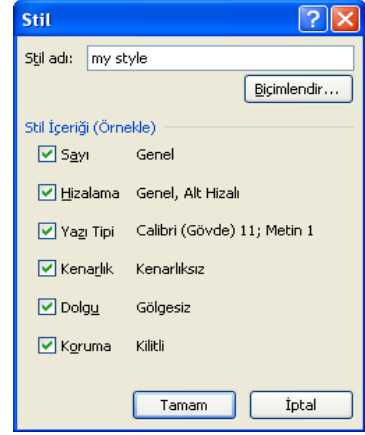 Stil
Stil adı: my style
Biçimlendir...
Stil İçeriği (Örnekle)
Sayı Genel
Hizalama Genel, Alt Hizalı
Yazı Tipi Calibri (Gövde) 11; Metin 1
Kenarlık Kenarlıksız
Dolgu Gölgesiz
Koruma Kilitli
Tamam İptal